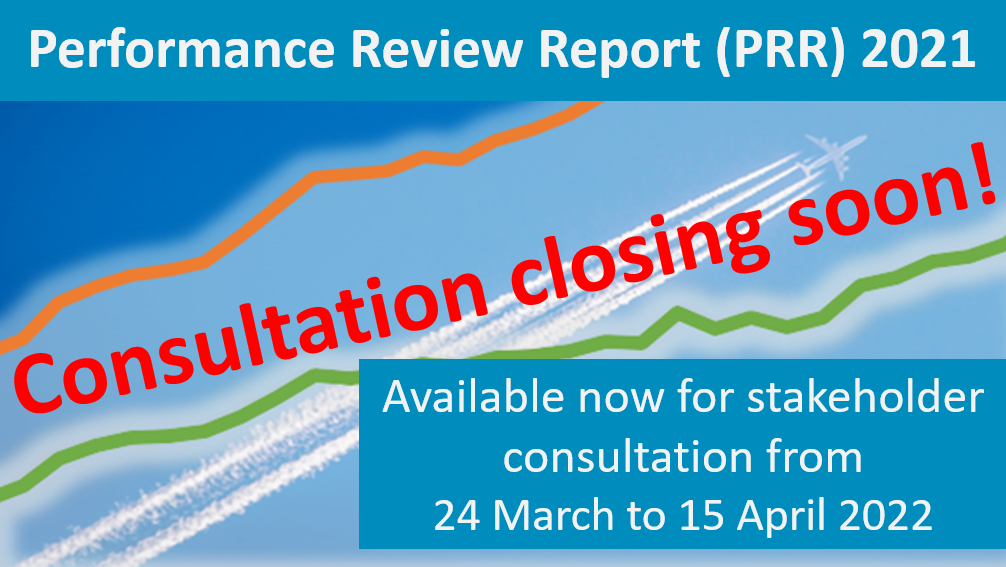 Performance Review Report (PRR) 2021
Consultation closing soon!
Available now for stakeholder
consultation from
24 March to 15 April 2022